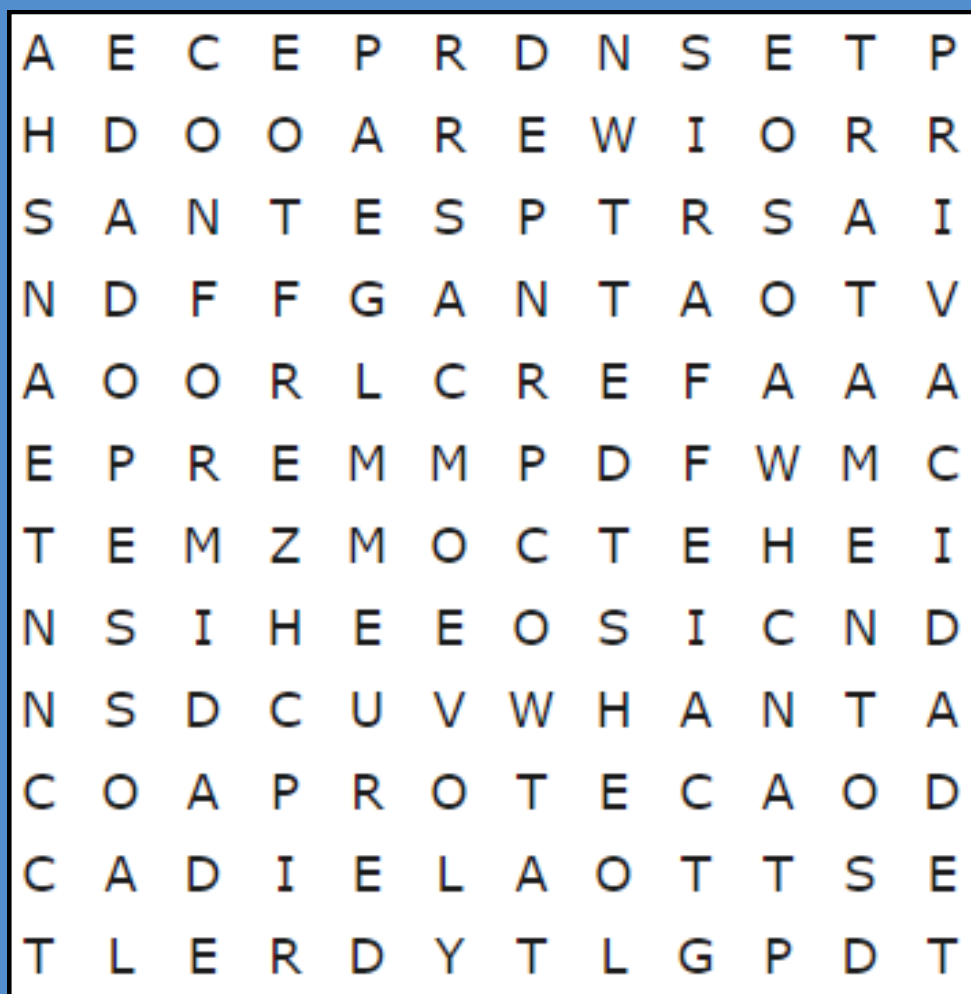 A E C E P R D N S E T P
H D O O A R E W I O R R
S A N T E S P T R S A I
N D F F G A N T A O T V
A O O R L C R E F A A A
E P R E M M P D F W M C
T E M Z M O C T E H E I
N S I H E E O S I C N D
N S D C U V W H A N T A
C O A P R O T E C A O D
C A D I E L A O T T S E
T L E R D Y T L G P D T